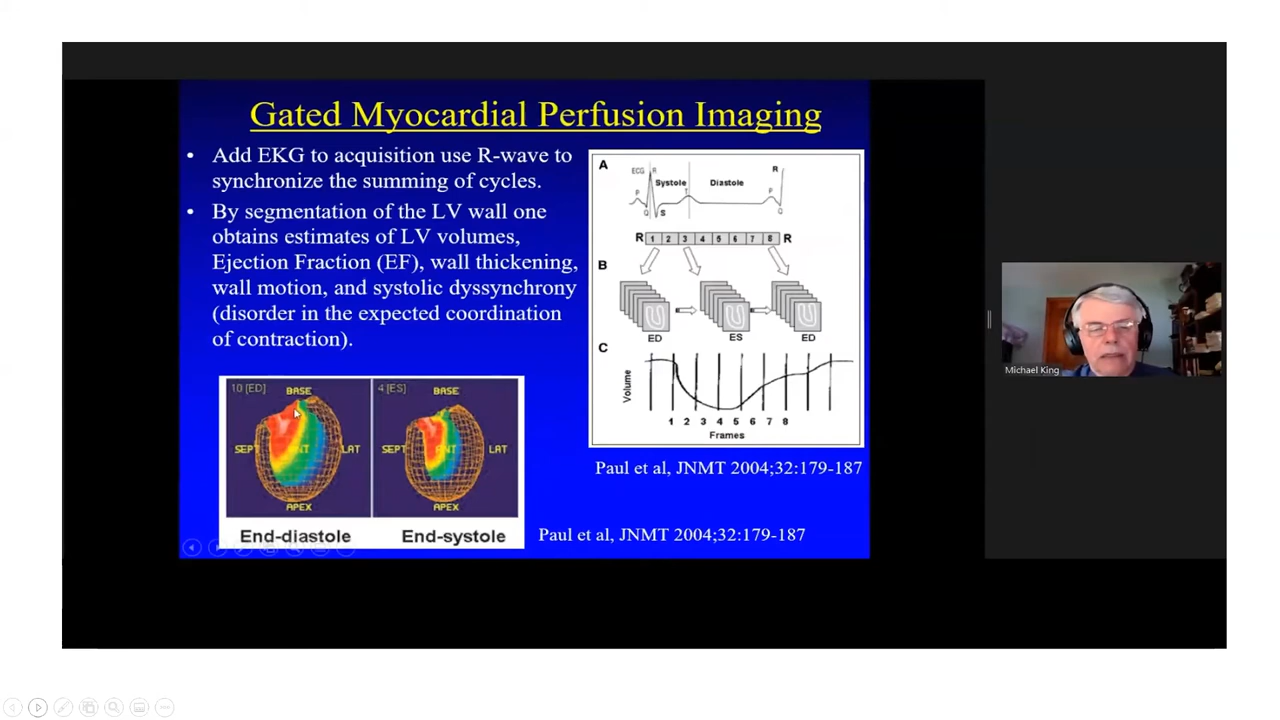 Gated Myocardial Perfusion Imaging
• Add EKG to acquisition use R-wave to
synchronize the summing of cycles.
• By segmentation of the LV wall one
obtains estimates of LV volumes,
Ejection Fraction (EF), wall thickening,
wall motion, and systolic dyssynchrony
(disorder in the expected coordination
of contraction).
10 [ED]
BASE
SEPT ANT LAT
APEX
End-diastole
4 [ES]
BASE
SEPT ANT LAT
APEX
End-systole
A
ECG R Systole Diastole R
P T P
Q S Q
R 1 2 3 4 5 6 7 8 R
B
ED ES ED
C
Volume
1 2 3 4 5 6 7 8
Frames
Paul et al, JNMT 2004;32:179-187
Paul et al, JNMT 2004;32:179-187
Michael King